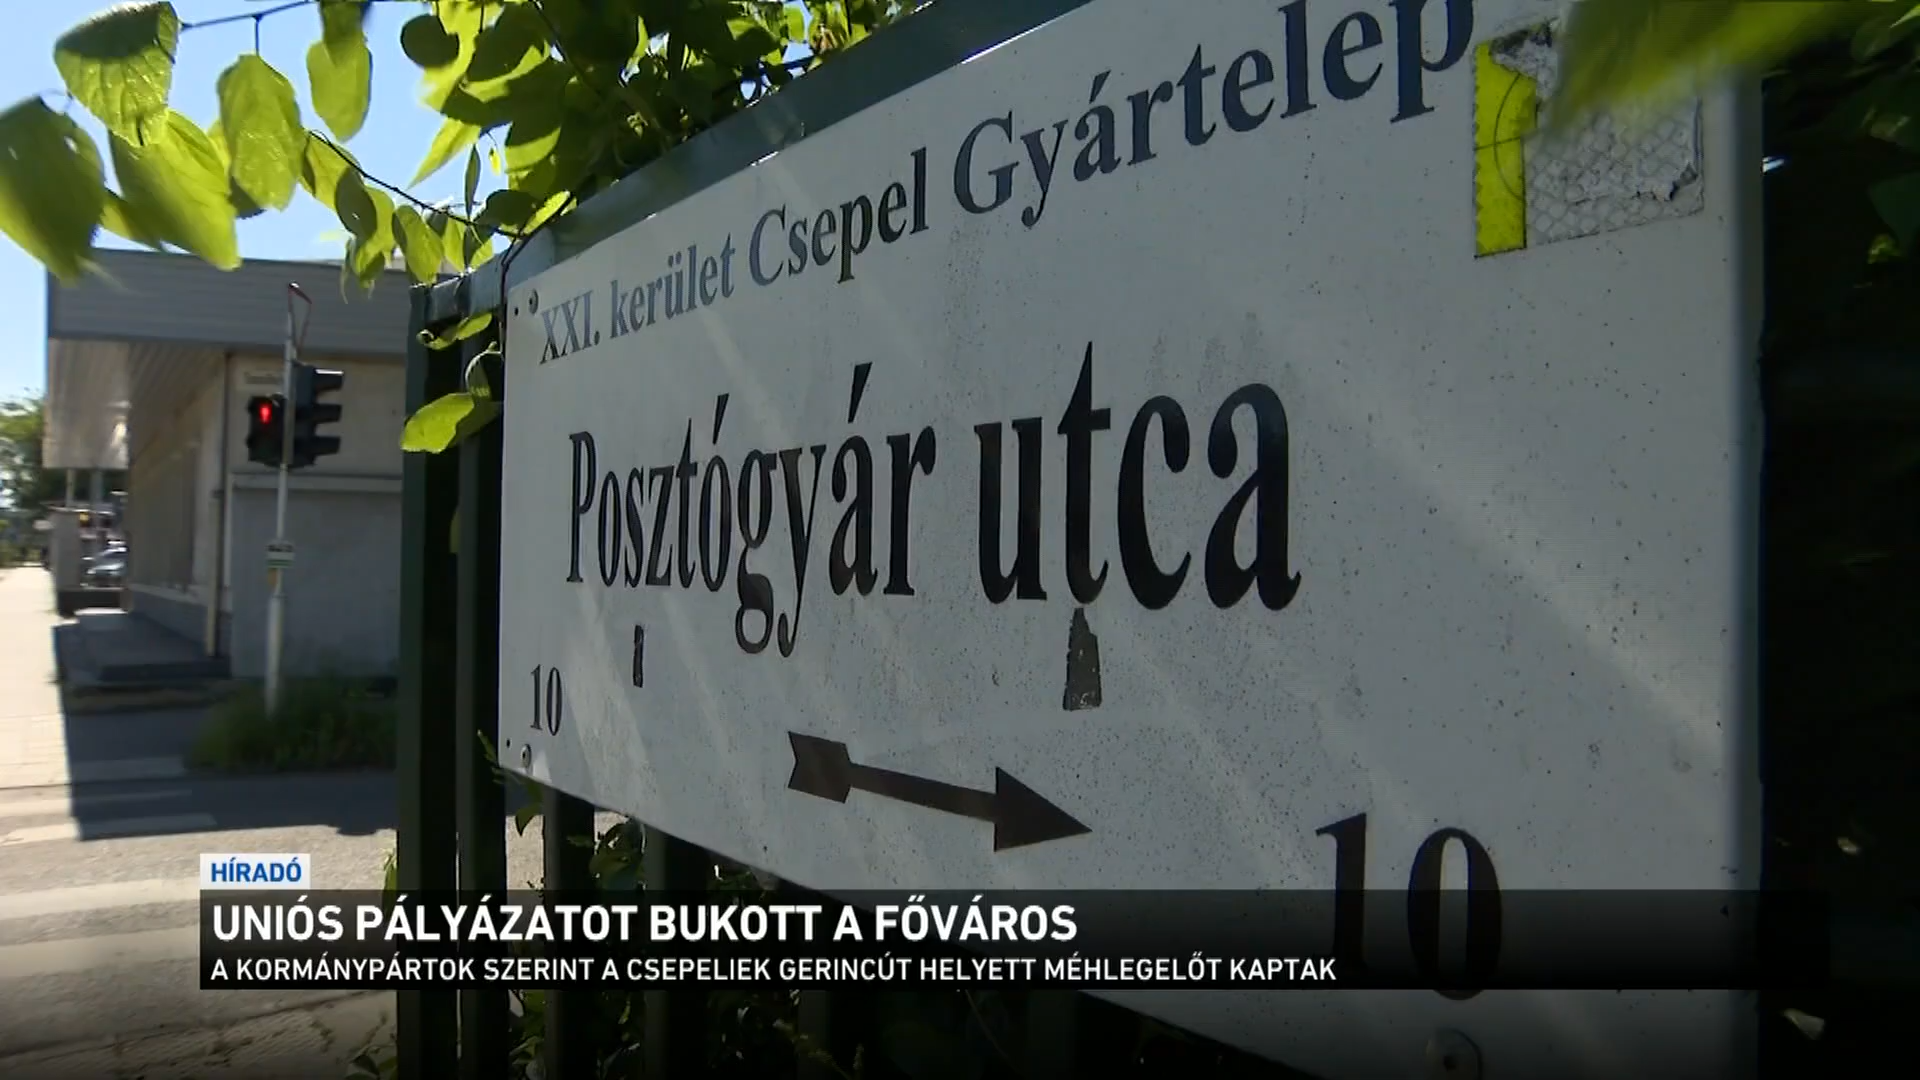 XXI. kerület Csepel Gyártelep
Posztógyár utca
10
10
HÍRADÓ
UNIÓS PÁLYÁZATOT BUKOTT A FŐVÁROS
A KORMÁNYPÁRTOK SZERINT A CSEPELIEK GERINCÚT HELYETT MÉHLEGELŐT KAPTAK